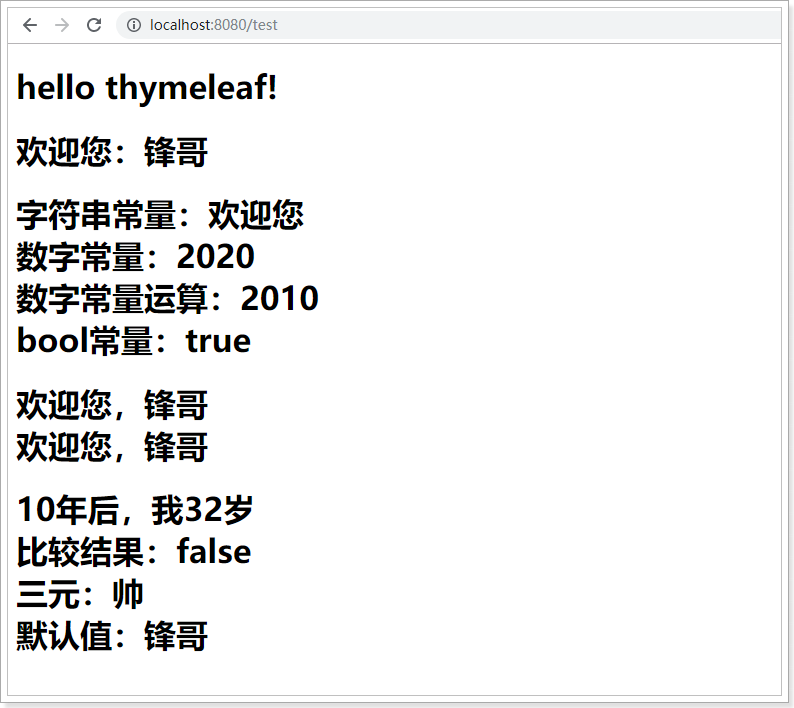 localhost:8080/test
hello thymeleaf!
欢迎您：锋哥
字符串常量：欢迎您
数字常量：2020
数字常量运算：2010
bool常量：true
欢迎您，锋哥
欢迎您，锋哥
10年后，我32岁
比较结果：false
三元：帅
默认值：锋哥